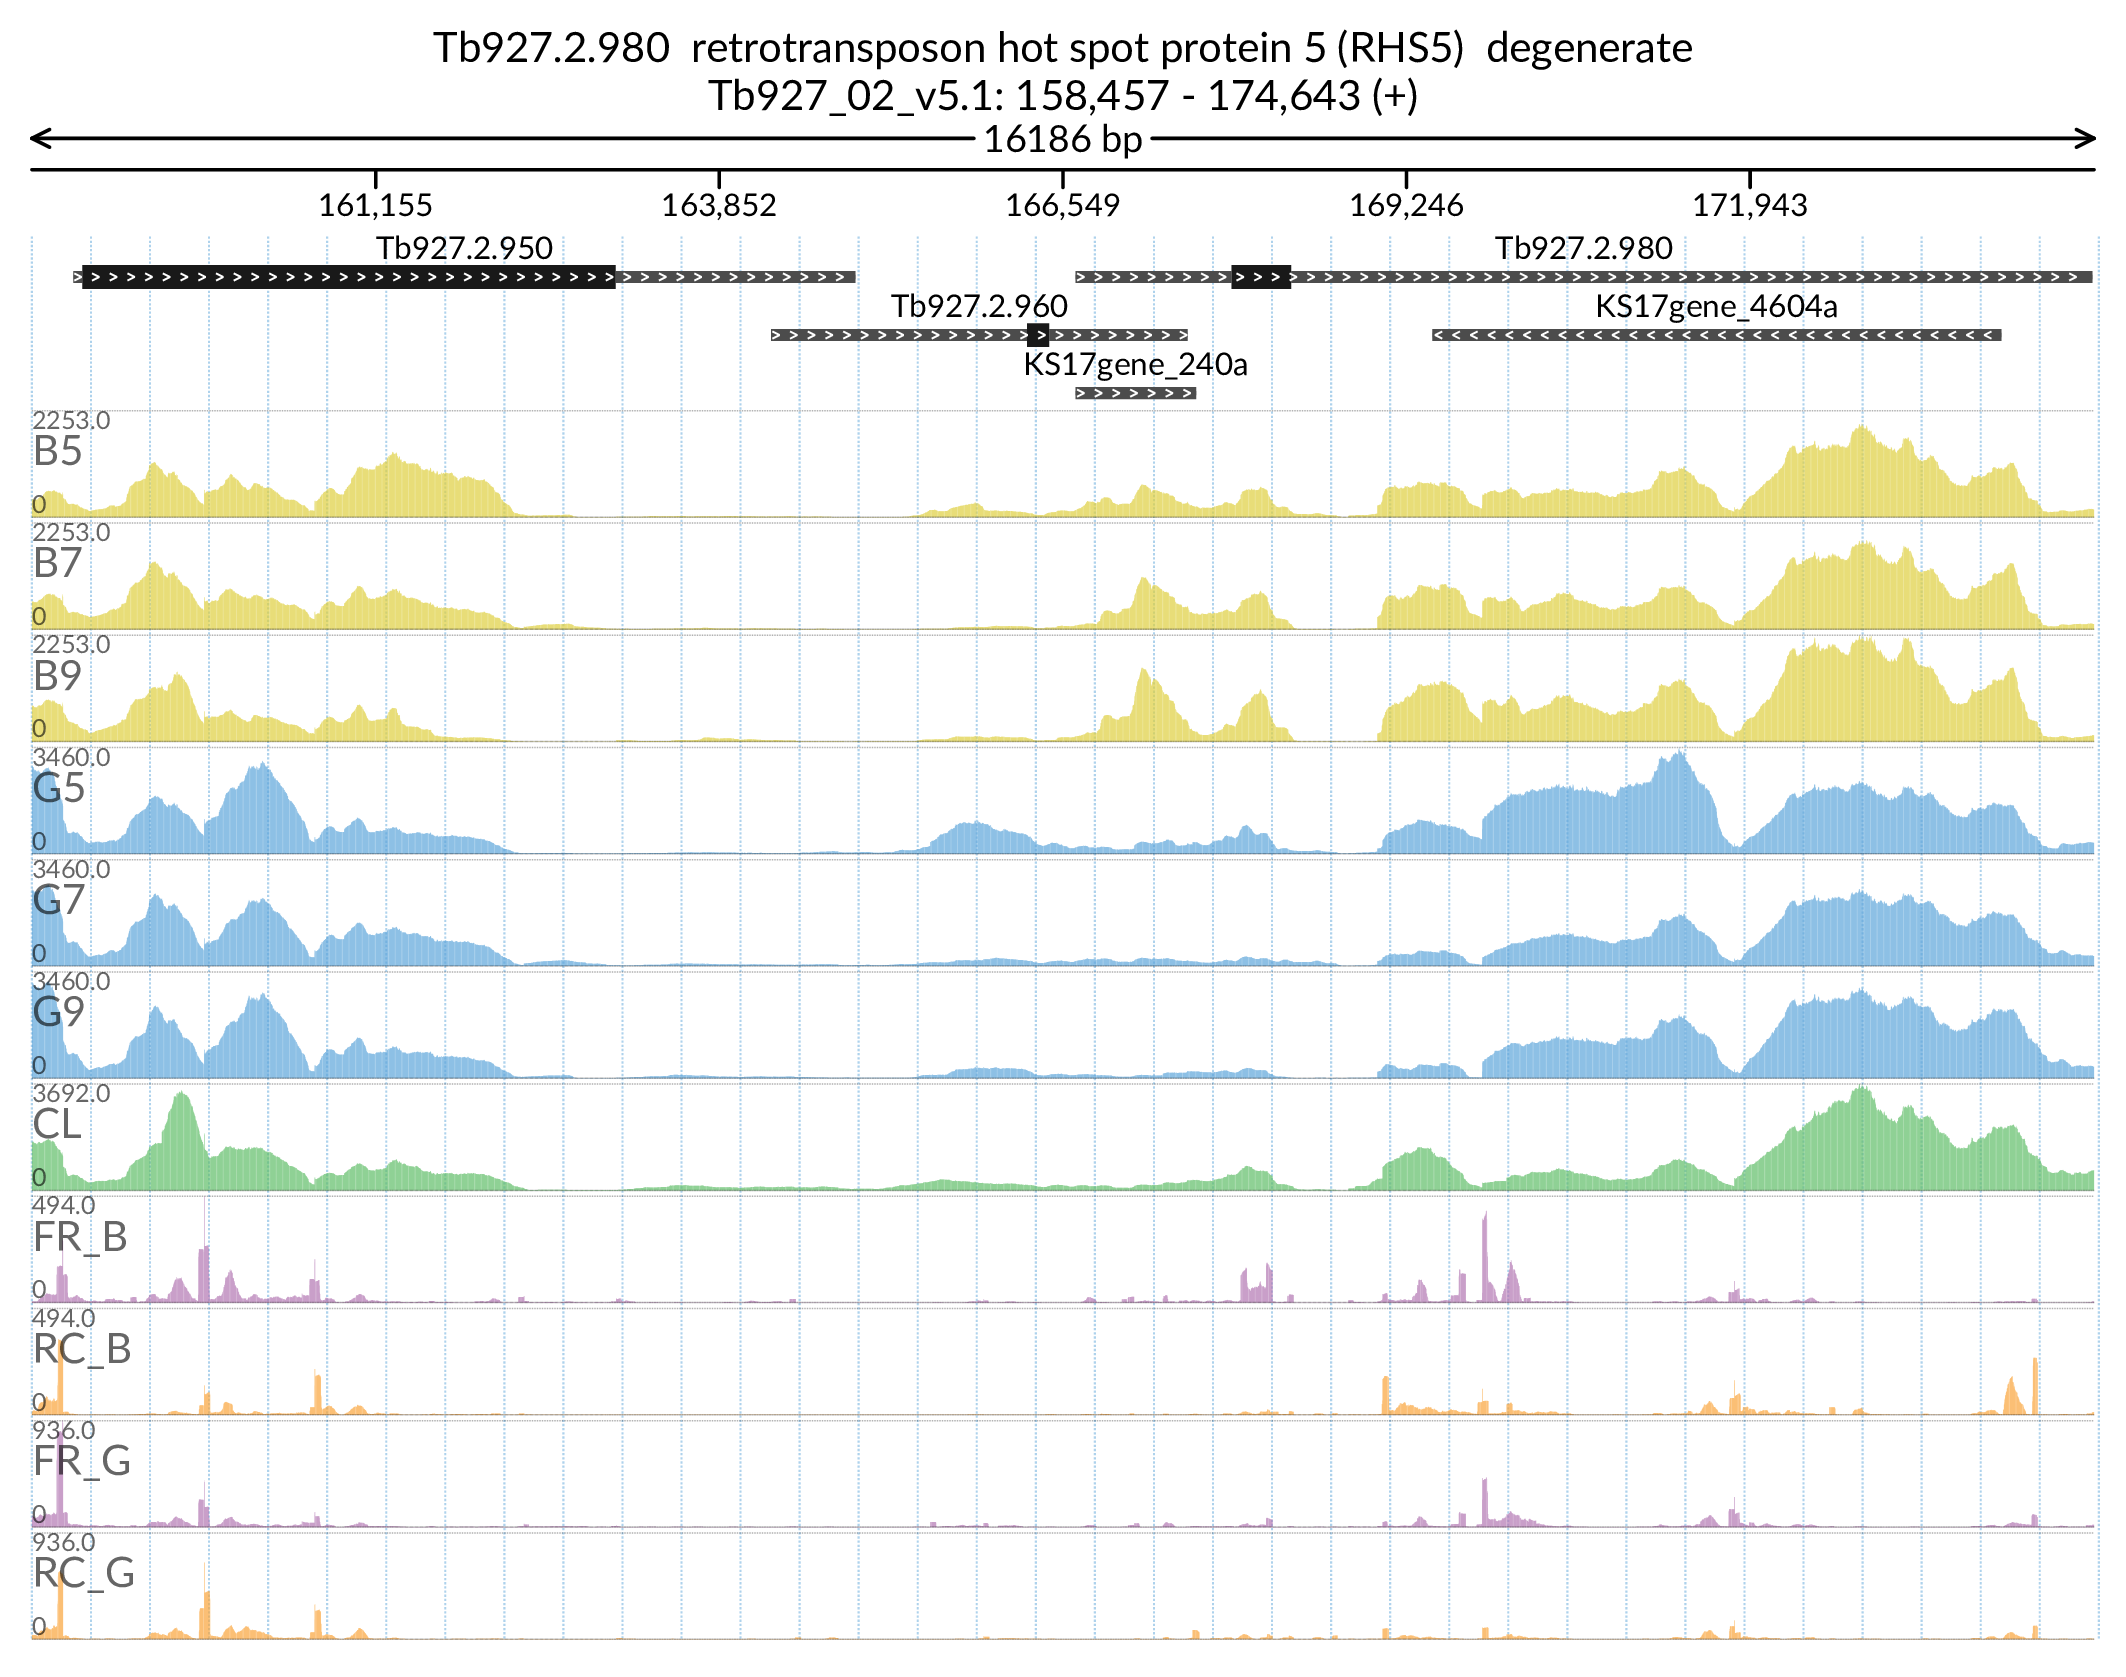 Tb927.2.980  retrotransposon hot spot protein 5 (RHS5)  degenerate
Tb927_02_v5.1: 158,457 - 174,643 (+)
16186 bp
161,155 163,852 166,549 169,246 171,943
Tb927.2.950 Tb927.2.980
Tb927.2.960 KS17gene_4604a
KS17gene_240a
2253.0
B5
0
2253.0
B7
0
2253.0
B9
0
3460.0
G5
0
3460.0
G7
0
3460.0
G9
0
3692.0
CL
0
494.0
FR_B
0
494.0
RC_B
0
936.0
FR_G
0
936.0
RC_G
0